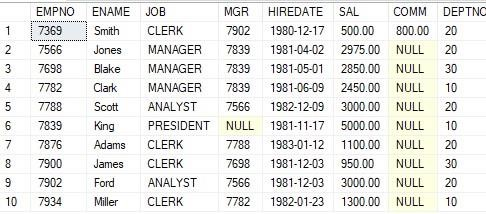 EMPNO ENAME JOB MGR HIREDATE SAL COMM DEPTNO
1 7369 Smith CLERK 7902 1980-12-17 500.00 800.00 20
2 7566 Jones MANAGER 7839 1981-04-02 2975.00 NULL 20
3 7698 Blake MANAGER 7839 1981-05-01 2850.00 NULL 30
4 7782 Clark MANAGER 7839 1981-06-09 2450.00 NULL 10
5 7788 Scott ANALYST 7566 1982-12-09 3000.00 NULL 20
6 7839 King PRESIDENT NULL 1981-11-17 5000.00 NULL 10
7 7876 Adams CLERK 7788 1983-01-12 1100.00 NULL 20
8 7900 James CLERK 7698 1981-12-03 950.00 NULL 30
9 7902 Ford ANALYST 7566 1981-12-03 3000.00 NULL 20
10 7934 Miller CLERK 7782 1982-01-23 1300.00 NULL 10